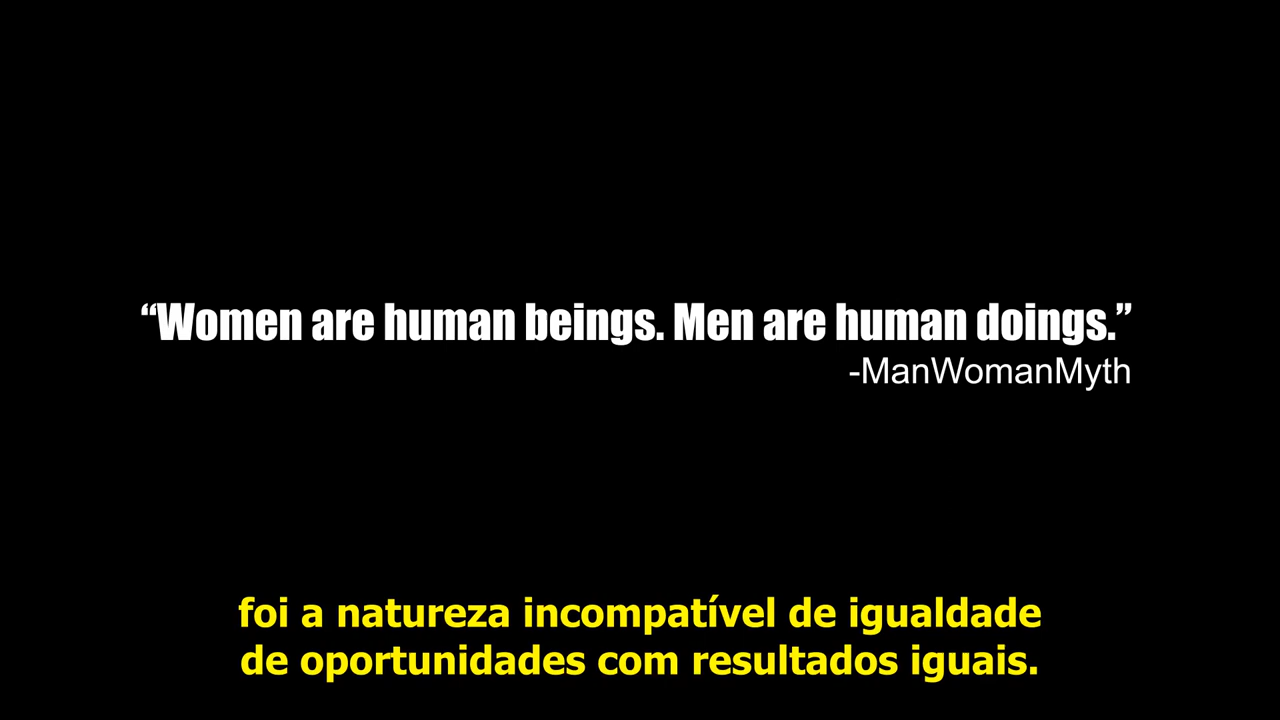 “Women are human beings. Men are human doings.”
-ManWomanMyth
foi a natureza incompatível de igualdade
de oportunidades com resultados iguais.